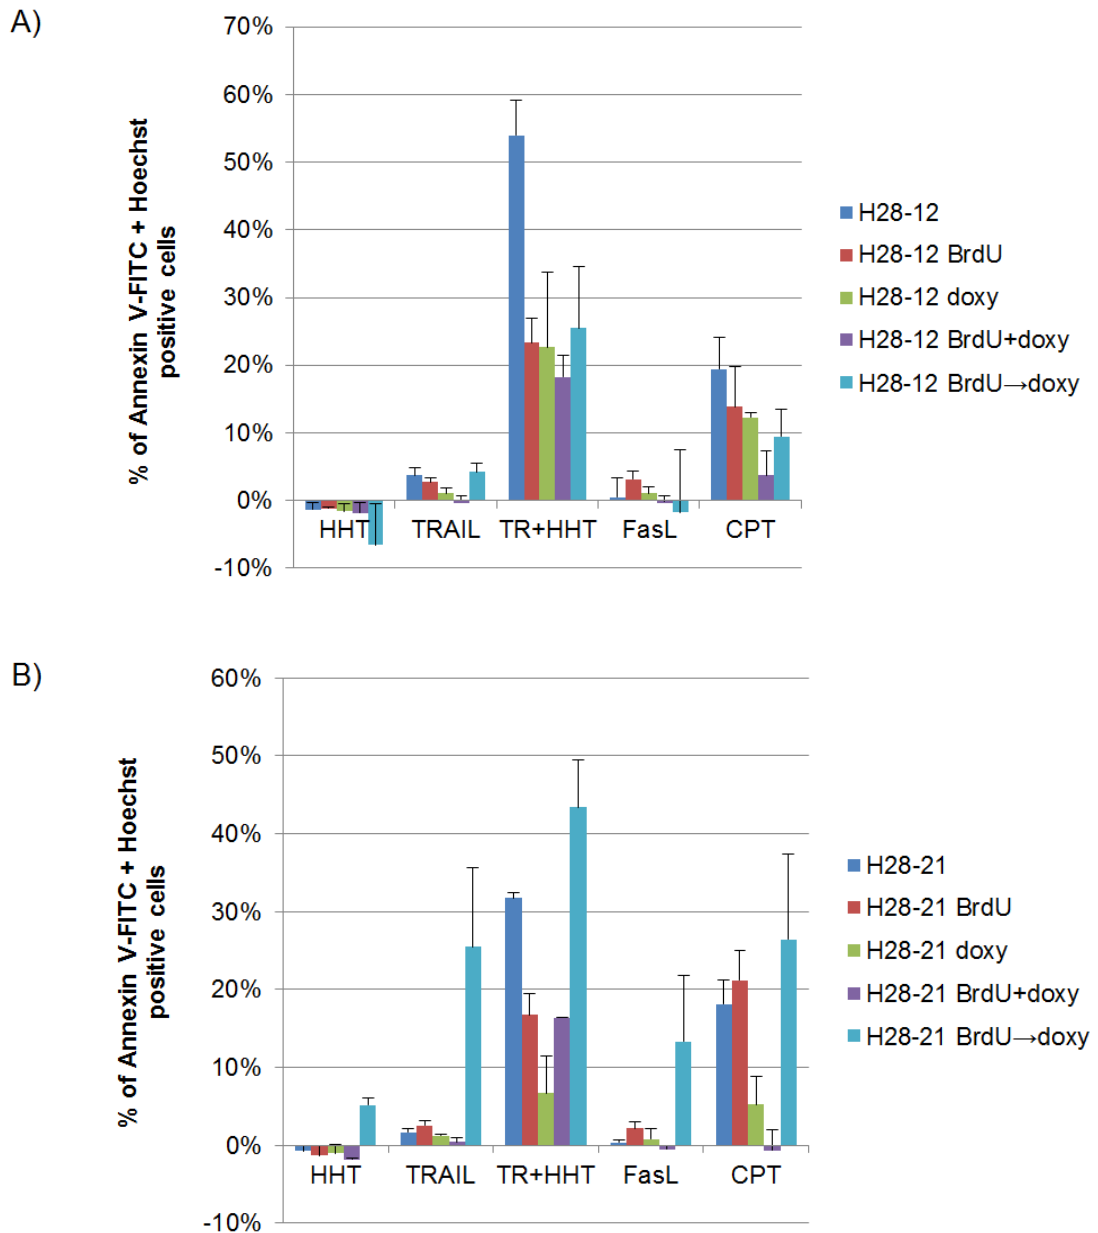 A)
70%
60%
50%
40%
30%
20%
10%
0%
-10%
% of Annexin V-FITC + Hoechst
positive cells
HHT TRAIL TR+HHT FasL CPT
H28-12
H28-12 BrdU
H28-12 doxy
H28-12 BrdU+doxy
H28-12 BrdU→doxy
B)
60%
50%
40%
30%
20%
10%
0%
-10%
% of Annexin V-FITC + Hoechst
positive cells
HHT TRAIL TR+HHT FasL CPT
H28-21
H28-21 BrdU
H28-21 doxy
H28-21 BrdU+doxy
H28-21 BrdU→doxy